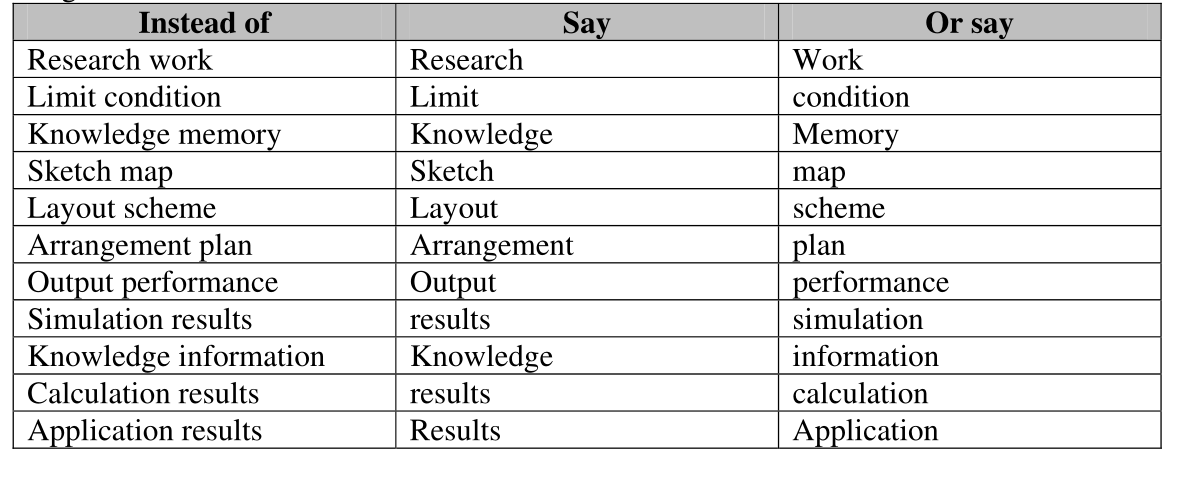 Instead of Say Or say
Research work Research Work
Limit condition Limit condition
Knowledge memory Knowledge Memory
Sketch map Sketch map
Layout scheme Layout scheme
Arrangement plan Arrangement plan
Output performance Output performance
Simulation results results simulation
Knowledge information Knowledge information
Calculation results results calculation
Application results Results Application